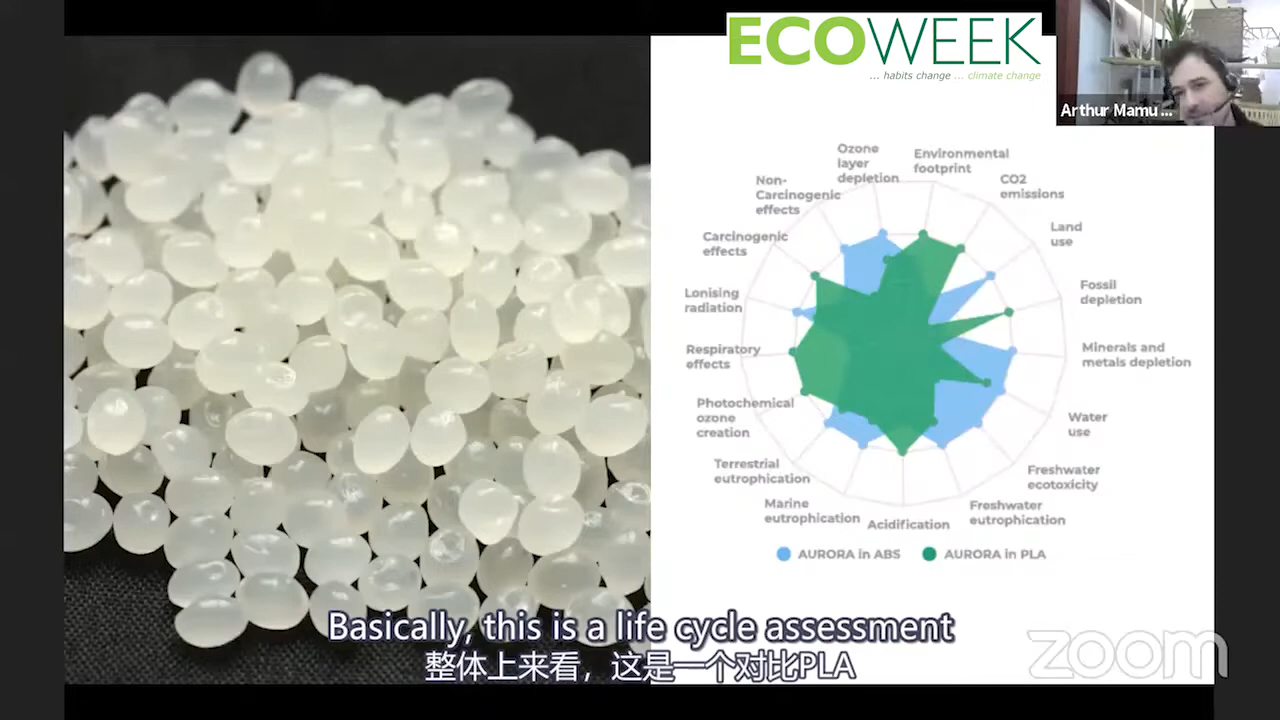 ECOWEEK
... habits change ... climate change
Arthur Mamu ...
Ozone
layer
depletion
Environmental
footprint
CO2
emissions
Land
use
Fossil
depletion
Minerals and
metals depletion
Water
use
Freshwater
ecotoxicity
Freshwater
eutrophication
Acidification
Marine
eutrophication
Terrestrial
eutrophication
Photochemical
ozone
creation
Respiratory
effects
Ionising
radiation
Carcinogenic
effects
Non-
Carcinogenic
effects
AURORA in ABS
AURORA in PLA
Basically, this is a life cycle assessment
整体上来看，这是一个对比PLA
zoom